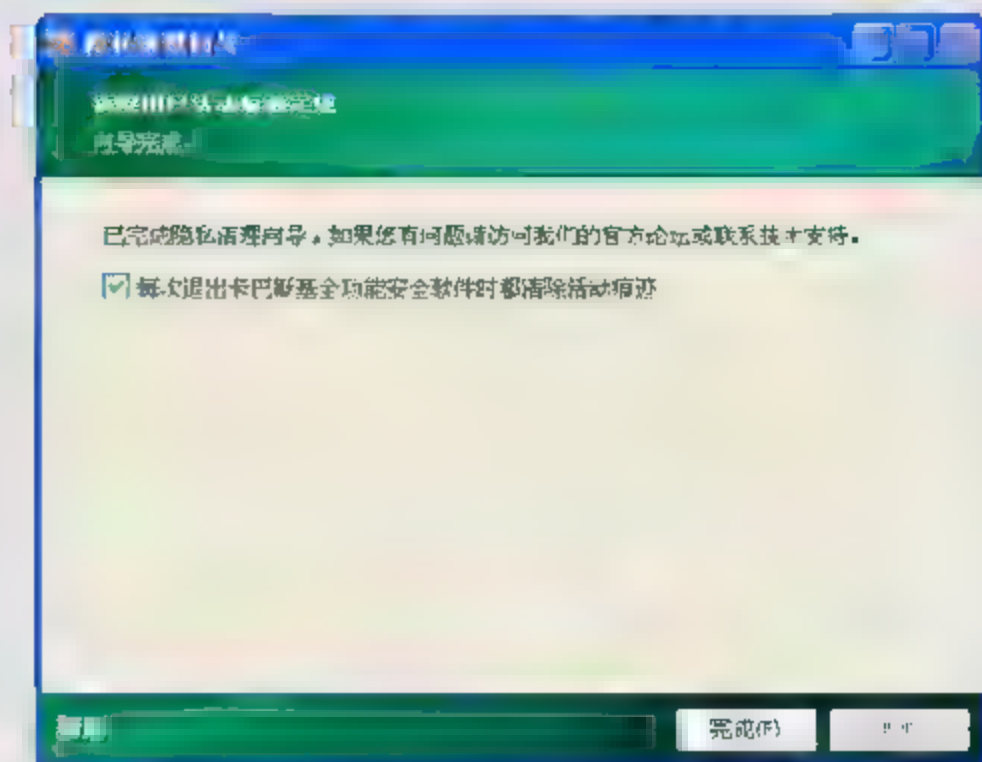 向导完成。
已完成隐私清理向导。如果您有问题请访问我们的官方论坛或联系技术支持。
每次退出卡巴斯基全功能安全软件时都清除活动痕迹
帮助
完成(F)